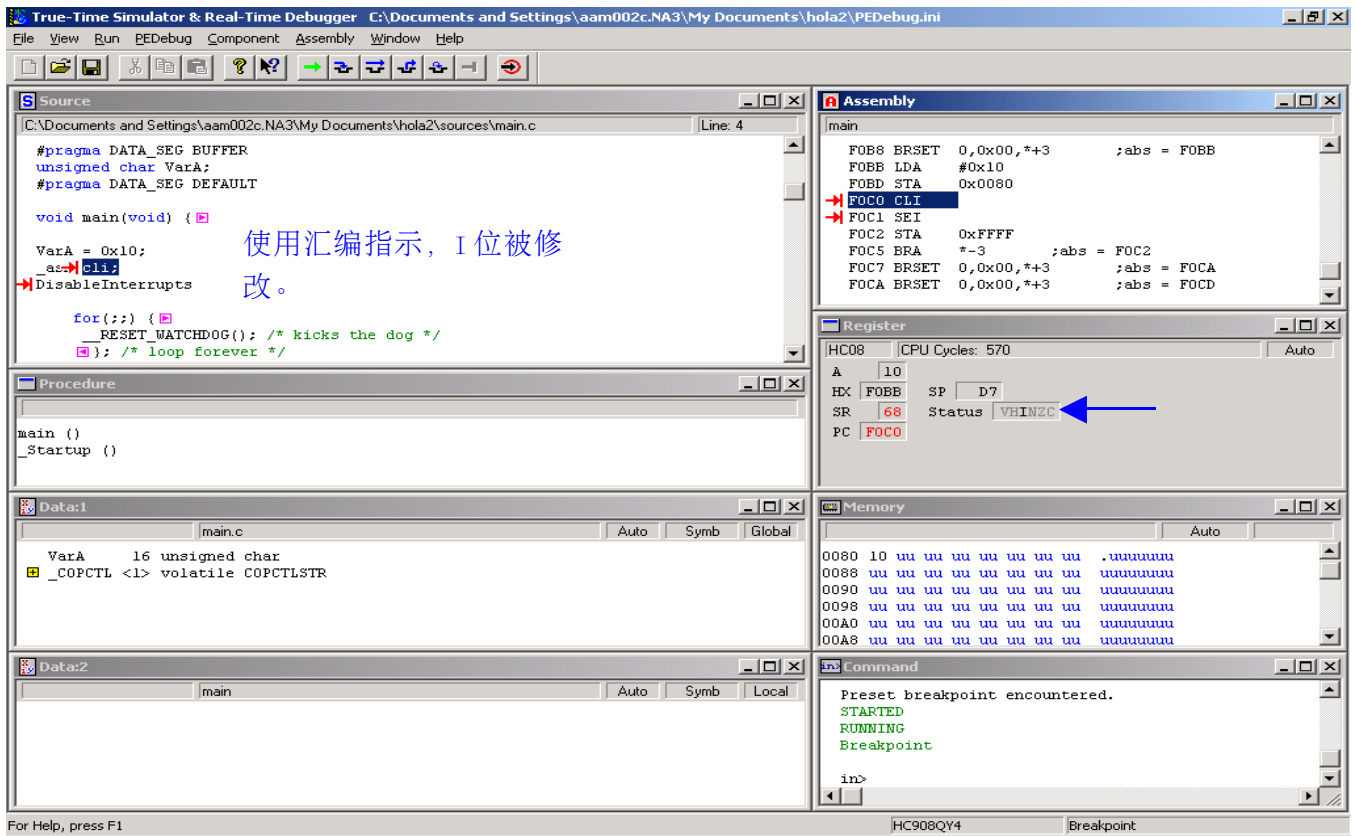 True-Time Simulator & Real-Time Debugger C:\Documents and Settings\aam002c.NA3\My Documents\hola2\PEDebug.ini
File View Run PEDebug Component Assembly Window Help
Source
C:\Documents and Settings\aam002c.NA3\My Documents\hola2\sources\main.c Line: 4
#pragma DATA_SEG BUFFER
unsigned char VarA;
#pragma DATA_SEG DEFAULT
void main(void) {
VarA = 0x10;
_asm cli;
DisableInterrupts
for(;;) {
__RESET_WATCHDOG(); /* kicks the dog */
}; /* loop forever */
使用汇编指示, I 位被修
改。
Assembly
main
F0B8 BRSET 0,0x00,*+3 ;abs = F0BB
F0BB LDA #0x10
F0BD STA 0x0080
F0C0 CLI
F0C1 SEI
F0C2 STA 0xFFFF
F0C5 BRA *-3 ;abs = F0C2
F0C7 BRSET 0,0x00,*+3 ;abs = F0CA
F0CA BRSET 0,0x00,*+3 ;abs = F0CD
Register
HC08 CPU Cycles: 570 Auto
A 10
HX F0BB SP D7
SR 68 Status VHINZC
PC F0C0
Procedure
main ()
_Startup ()
Data:1
main.c Auto Symb Global
VarA 16 unsigned char
_COPCTL <1> volatile COPCTLSTR
Memory
Auto
0080 10 uu uu uu uu uu uu uu .uuuuuuu
0088 uu uu uu uu uu uu uu uu uuuuuuuu
0090 uu uu uu uu uu uu uu uu uuuuuuuu
0098 uu uu uu uu uu uu uu uu uuuuuuuu
00A0 uu uu uu uu uu uu uu uu uuuuuuuu
00A8 uu uu uu uu uu uu uu uu uuuuuuuu
Data:2
main Auto Symb Local
Command
Preset breakpoint encountered.
STARTED
RUNNING
Breakpoint
in>
For Help, press F1 HC908QY4 Breakpoint